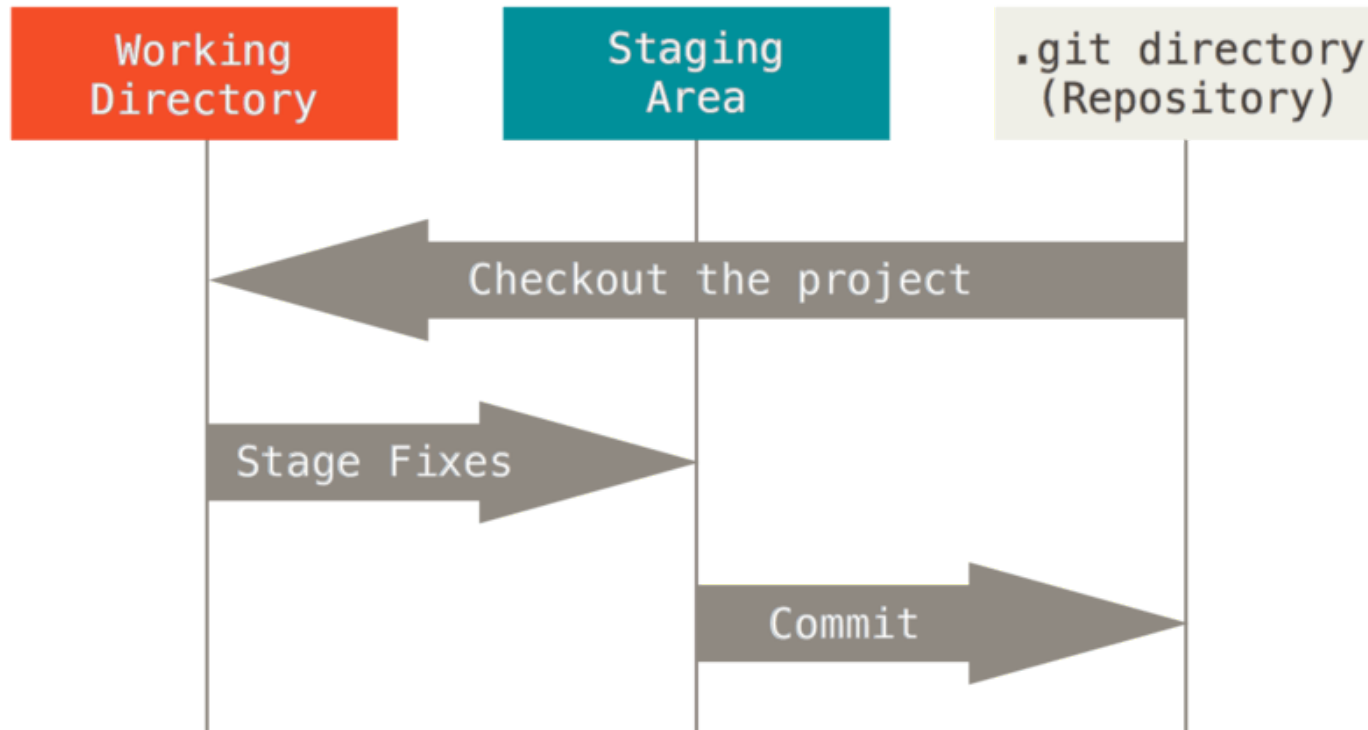 Working
Directory
Staging
Area
.git directory
(Repository)
Checkout the project
Stage Fixes
Commit